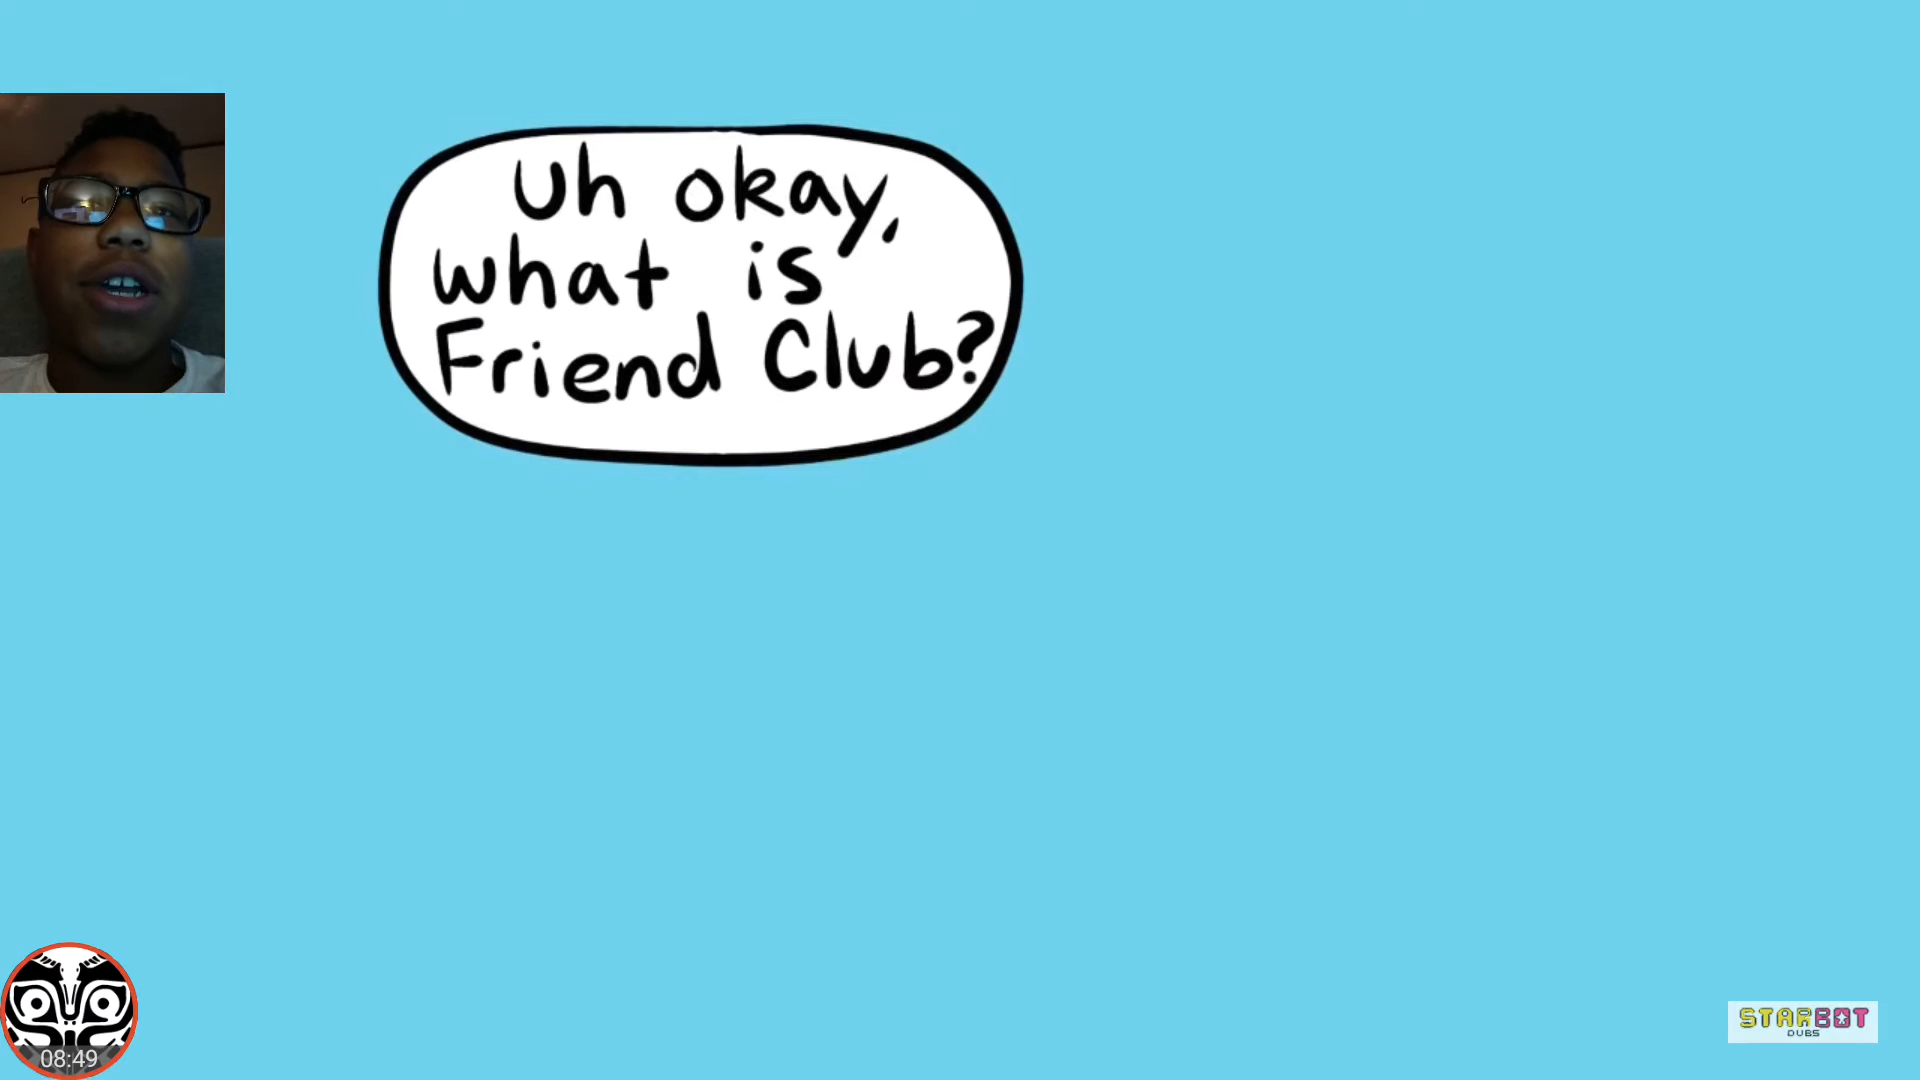 Uh okay,
what is
Friend Club?
08:49
STARBOT
DUBS